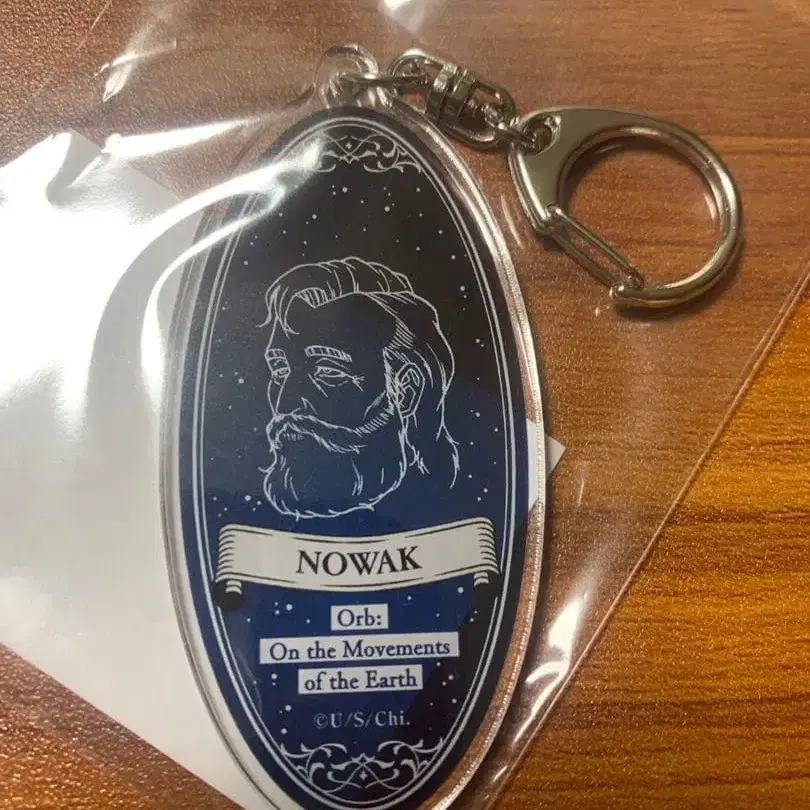 NOWAK
Orb:
On the Movements
of the Earth
©U/S/Chi.